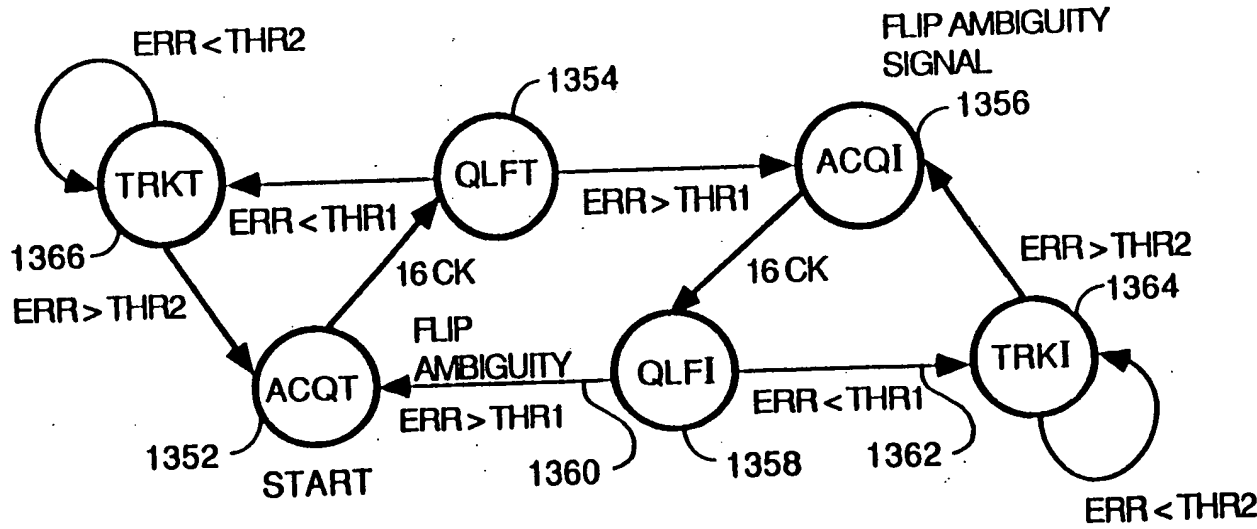 ERR < THR2
FLIP AMBIGUITY
SIGNAL
1354
1356
TRKT
QLFT
ACQI
ERR < THR1
ERR > THR1
1366
16 CK
16 CK
ERR > THR2
1364
ERR > THR2
FLIP
AMBIGUITY
ACQT
QLFI
TRKI
ERR > THR1
ERR < THR1
1352
1360
1358
1362
START
ERR < THR2